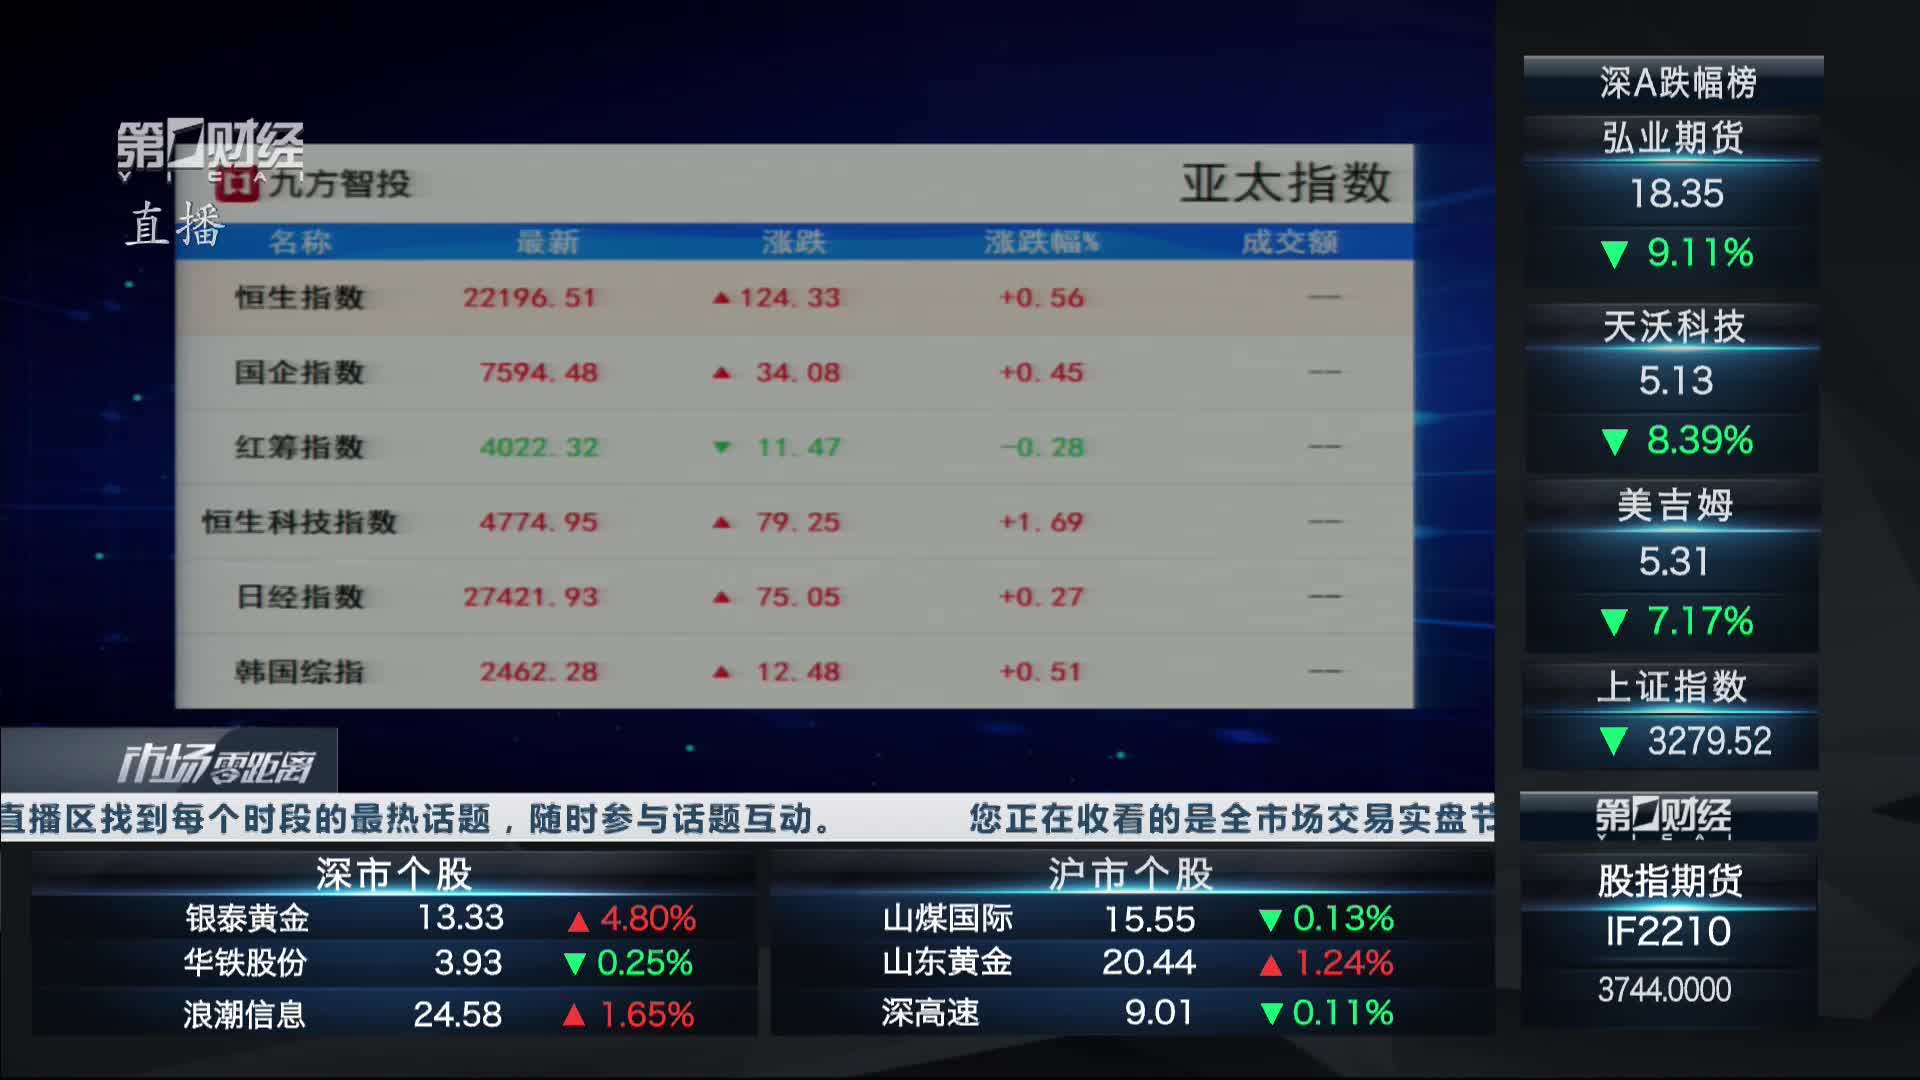 第一财经
YICAI
直播
九方智投
亚太指数
名称 最新 涨跌 涨跌幅% 成交额
恒生指数 22196.51 ▲124.33 +0.56 --
国企指数 7594.48 ▲ 34.08 +0.45 --
红筹指数 4022.32 ▼ 11.47 -0.28 --
恒生科技指数 4774.95 ▲ 79.25 +1.69 --
日经指数 27421.93 ▲ 75.05 +0.27 --
韩国综指 2462.28 ▲ 12.48 +0.51 --
市场零距离
直播区找到每个时段的最热话题，随时参与话题互动。 您正在收看的是全市场交易实盘节
深市个股
银泰黄金 13.33 ▲ 4.80%
华铁股份 3.93 ▼ 0.25%
浪潮信息 24.58 ▲ 1.65%
沪市个股
山煤国际 15.55 ▼ 0.13%
山东黄金 20.44 ▲ 1.24%
深高速 9.01 ▼ 0.11%
深A跌幅榜
弘业期货
18.35
▼ 9.11%
天沃科技
5.13
▼ 8.39%
美吉姆
5.31
▼ 7.17%
上证指数
▼ 3279.52
第一财经
YICAI
股指期货
IF2210
3744.0000